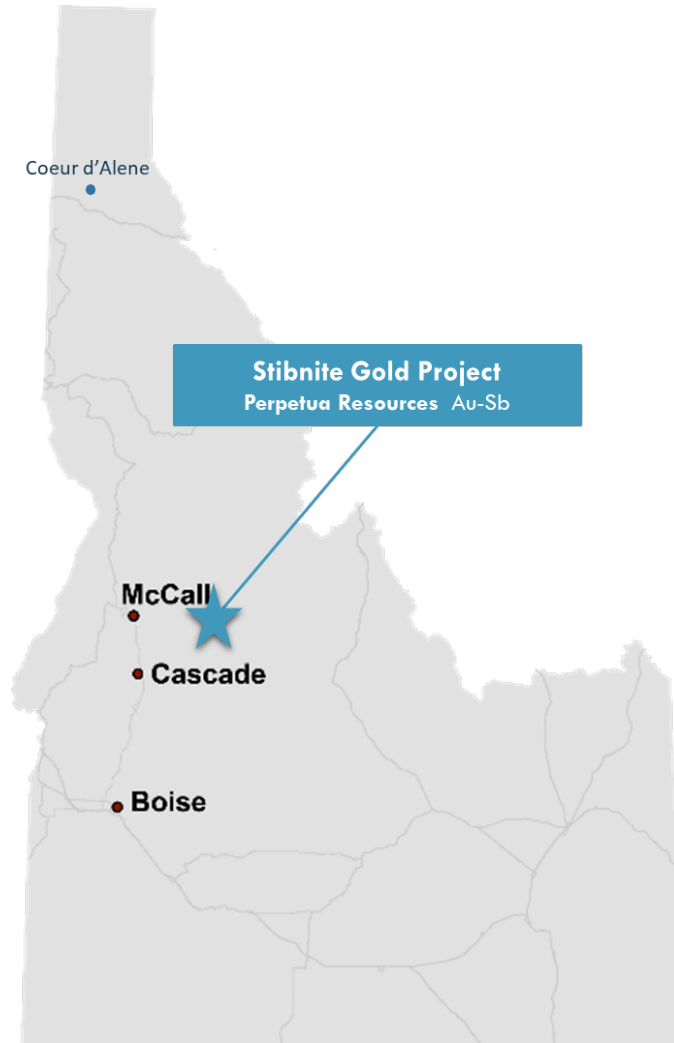 Coeur d'Alene
Stibnite Gold Project
Perpetua Resources Au-Sb
McCall
Cascade
Boise